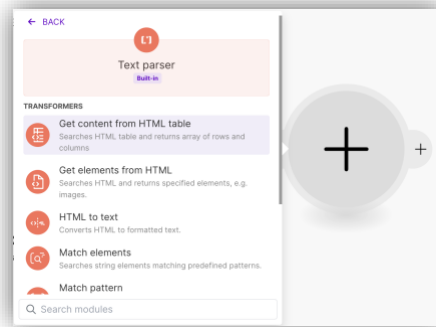 BACK
Text parser
Built-in
TRANSFORMERS
Get content from HTML table
Searches HTML table and returns array of rows and
columns
Get elements from HTML
Searches HTML and returns specified elements, e.g.
images.
HTML to text
Converts HTML to formatted text.
Match elements
Searches string elements matching predefined patterns.
Match pattern
Search modules